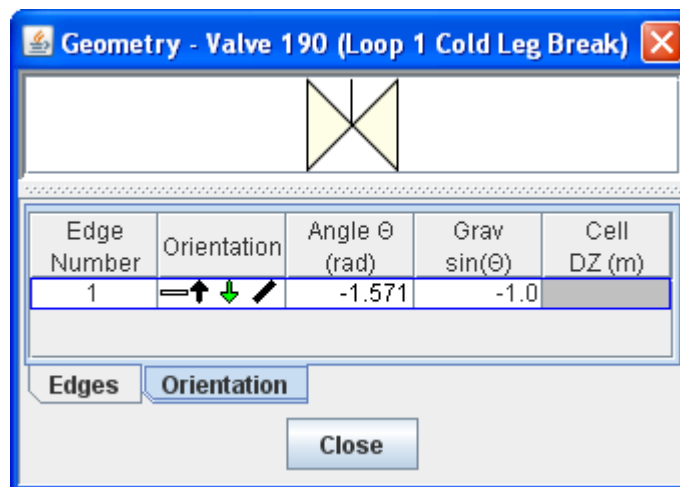 Geometry - Valve 190 (Loop 1 Cold Leg Break)
Edge Number Orientation Angle Θ (rad) Grav sin(Θ) Cell DZ (m)
1 -1.571 -1.0
Edges Orientation
Close